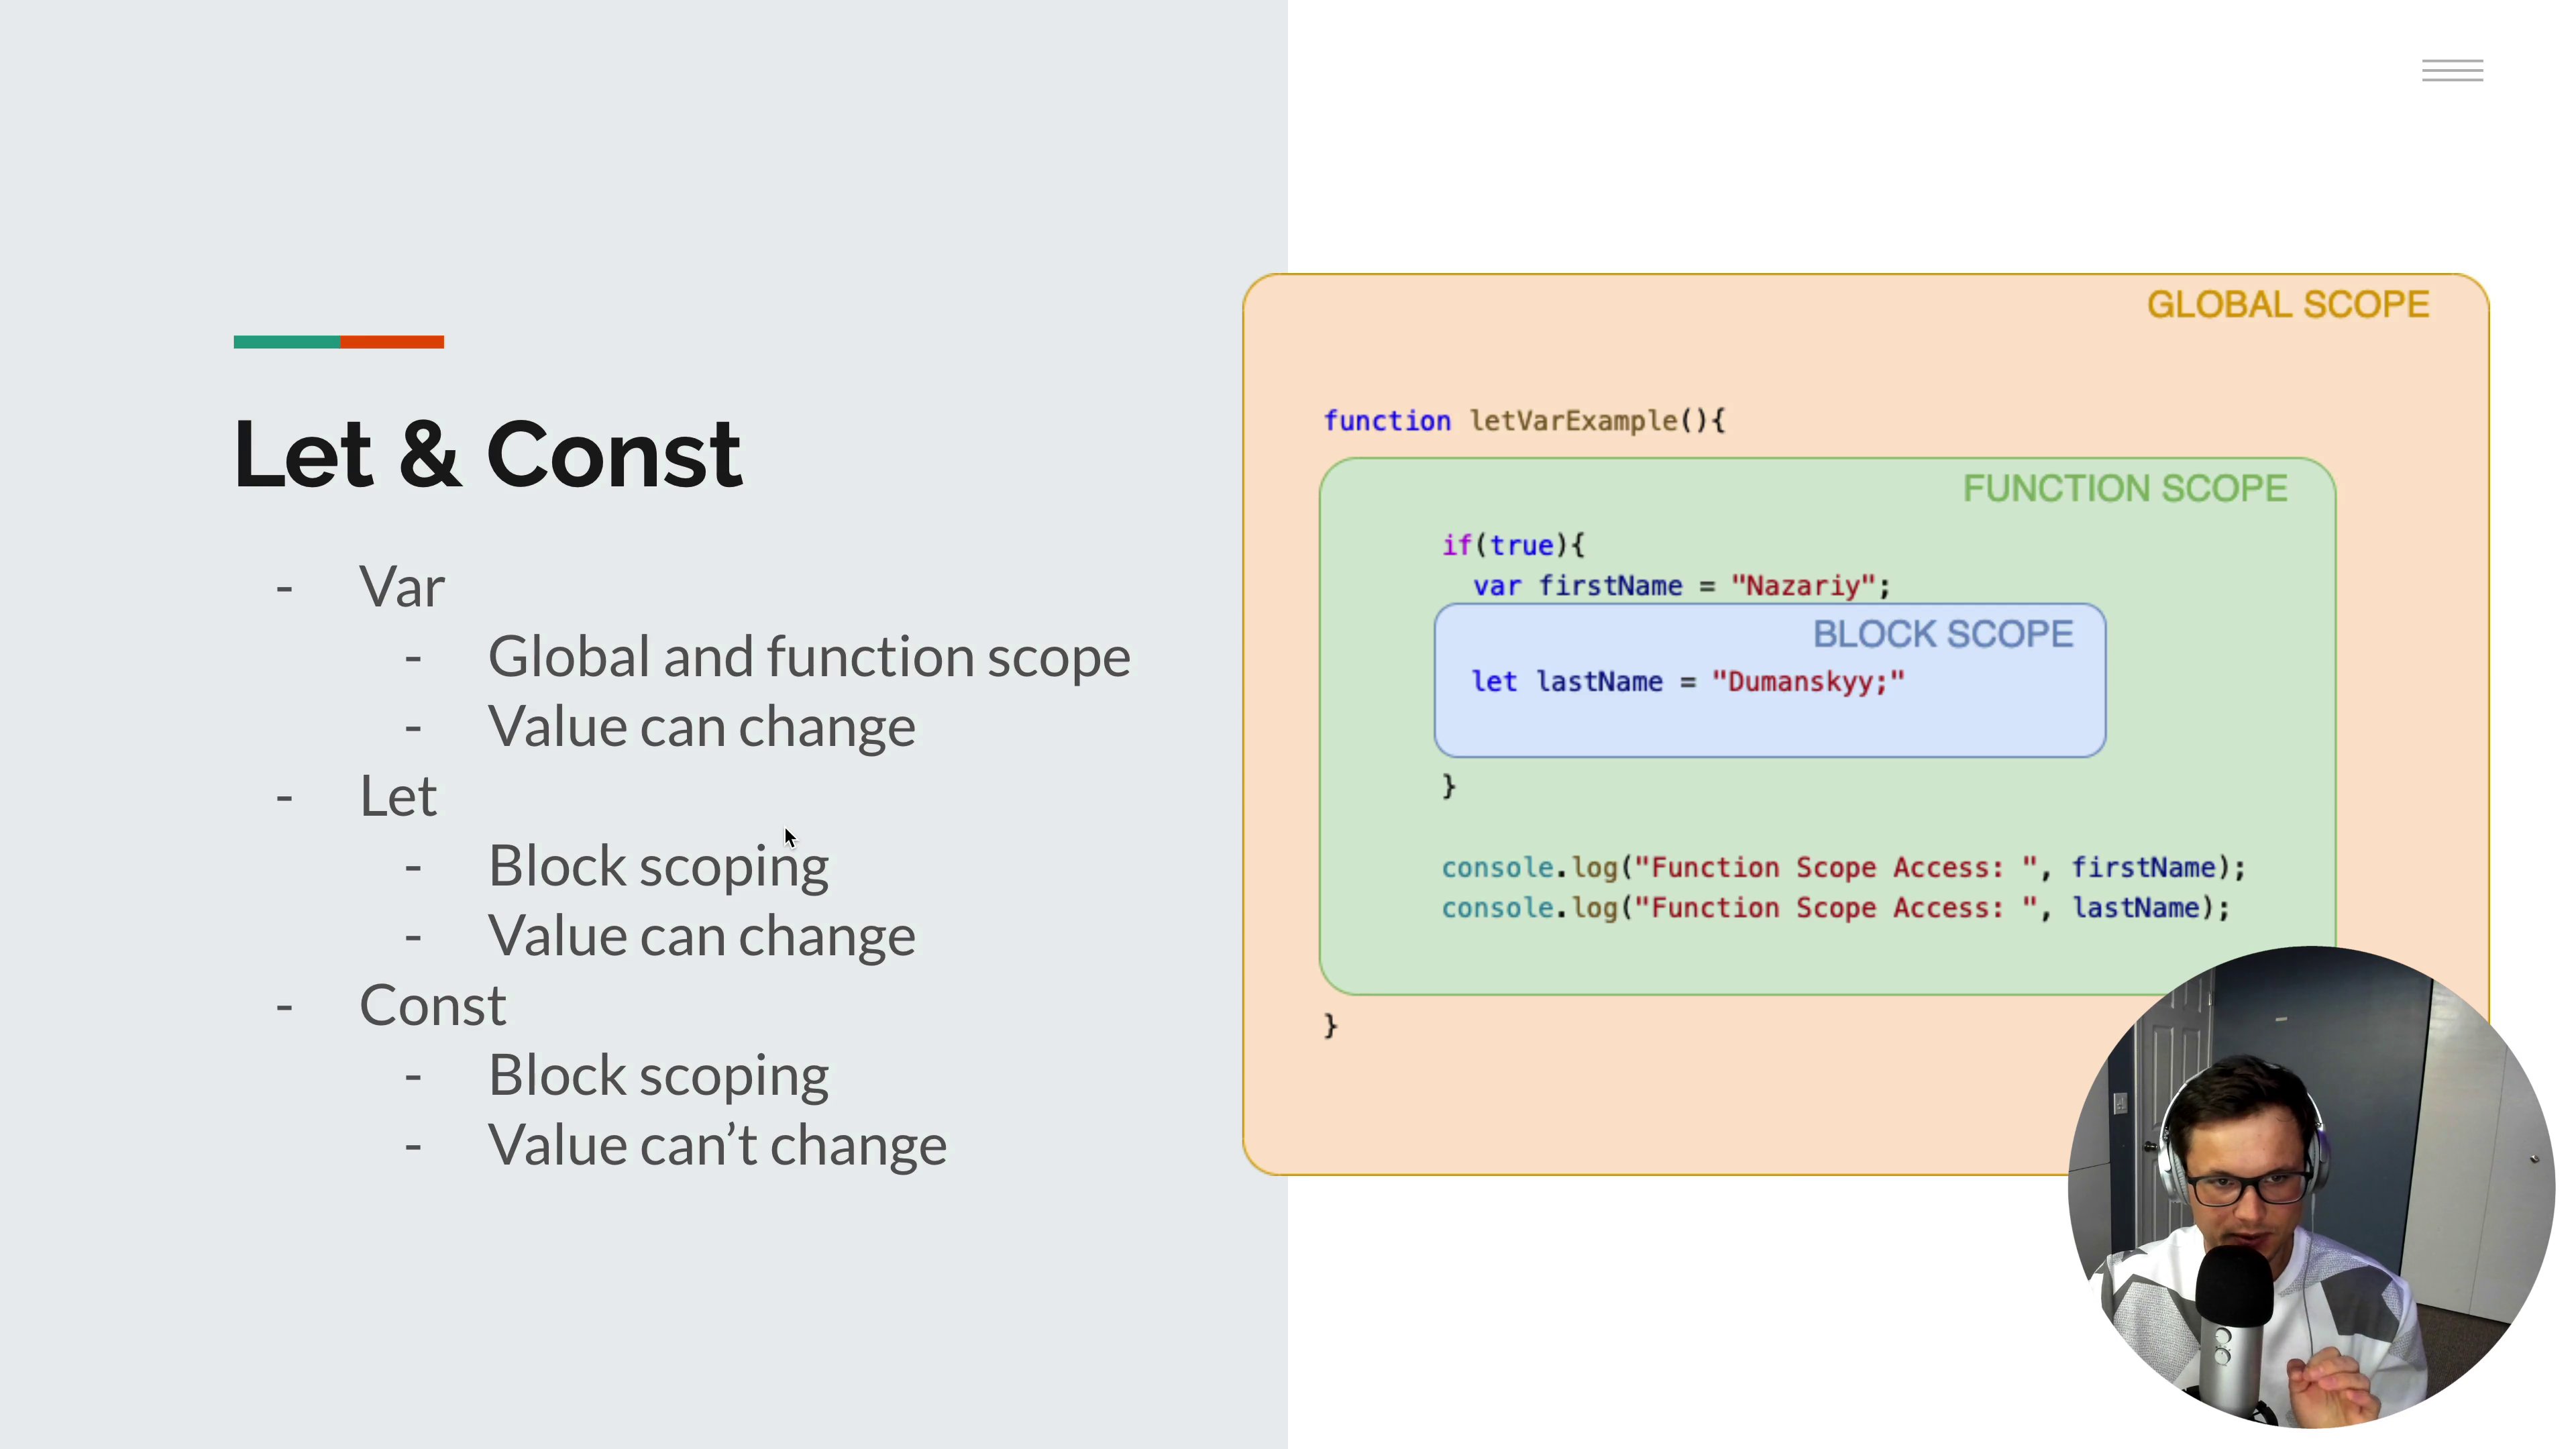 Let & Const
- Var
- Global and function scope
- Value can change
- Let
- Block scoping
- Value can change
- Const
- Block scoping
- Value can’t change
GLOBAL SCOPE
function letVarExample(){
FUNCTION SCOPE
if(true){
var firstName = "Nazariy";
BLOCK SCOPE
let lastName = "Dumanskyy;"
}
console.log("Function Scope Access: ", firstName);
console.log("Function Scope Access: ", lastName);
}